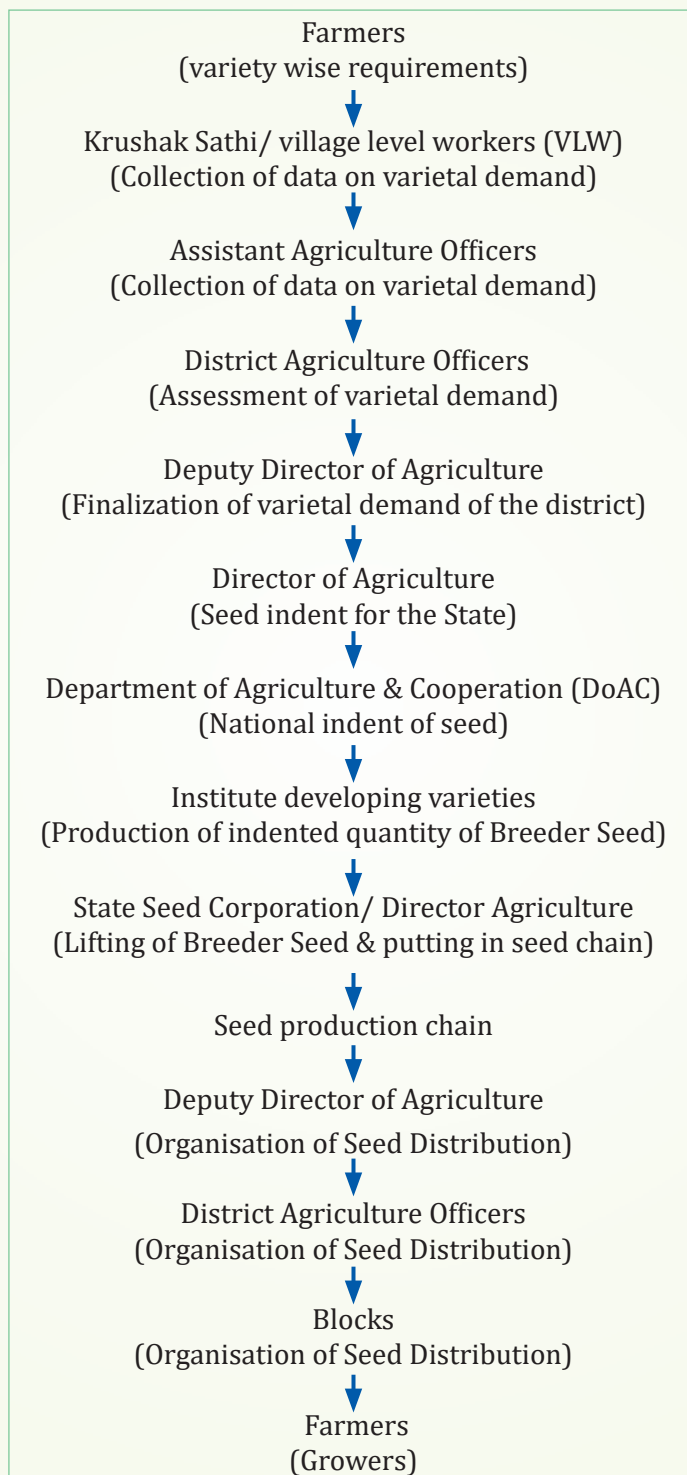 Farmers
(variety wise requirements)
Krushak Sathi/ village level workers (VLW)
(Collection of data on varietal demand)
Assistant Agriculture Officers
(Collection of data on varietal demand)
District Agriculture Officers
(Assessment of varietal demand)
Deputy Director of Agriculture
(Finalization of varietal demand of the district)
Director of Agriculture
(Seed indent for the State)
Department of Agriculture & Cooperation (DoAC)
(National indent of seed)
Institute developing varieties
(Production of indented quantity of Breeder Seed)
State Seed Corporation/ Director Agriculture
(Lifting of Breeder Seed & putting in seed chain)
Seed production chain
Deputy Director of Agriculture
(Organisation of Seed Distribution)
District Agriculture Officers
(Organisation of Seed Distribution)
Blocks
(Organisation of Seed Distribution)
Farmers
(Growers)